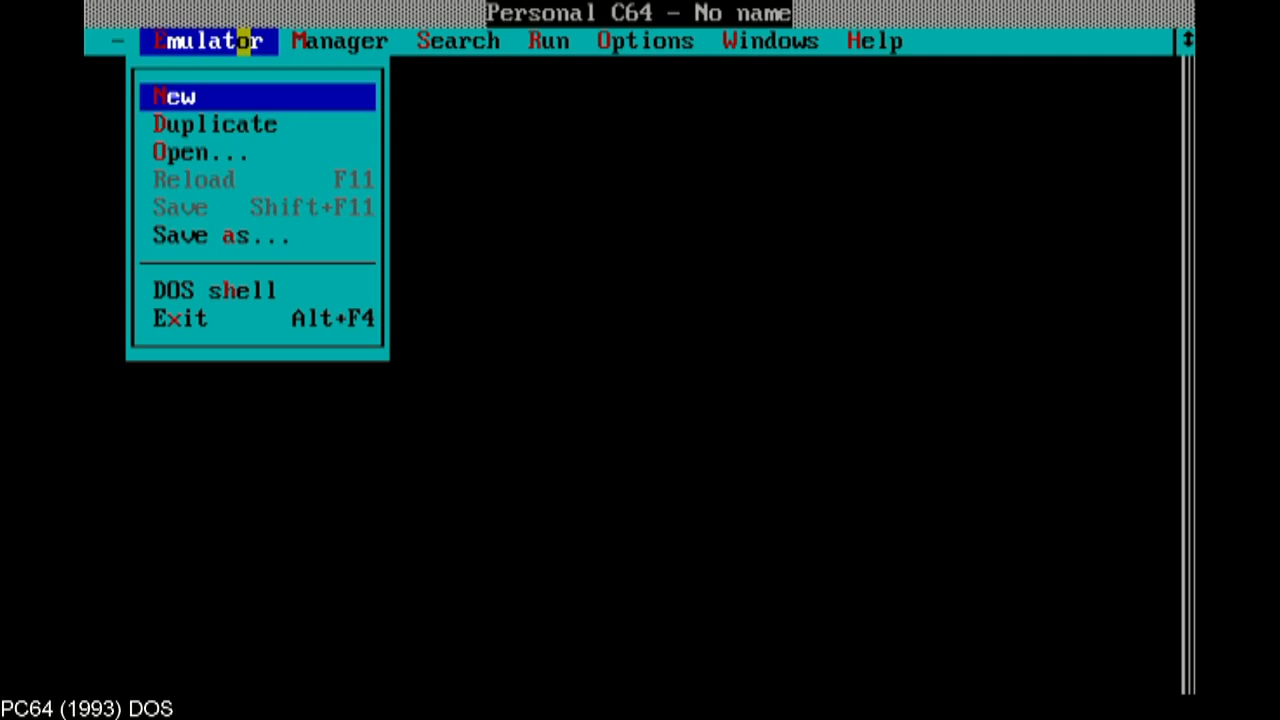 Personal C64 - No name
- Emulator Manager Search Run Options Windows Help ↕
New
Duplicate
Open...
Reload F11
Save Shift+F11
Save as...
DOS shell
Exit Alt+F4
PC64 (1993) DOS